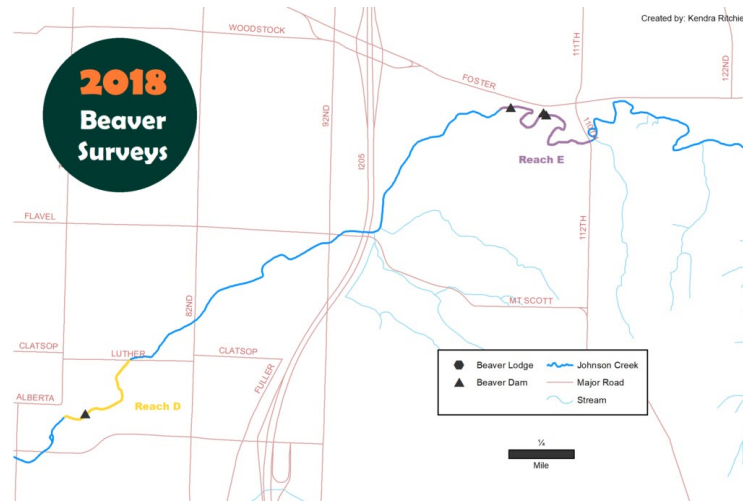 Created by: Kendra Ritchie
2018
Beaver
Surveys
WOODSTOCK
FOSTER
111TH
122ND
92ND
I205
Reach E
112TH
FLAVEL
82ND
MT SCOTT
CLATSOP
LUTHER
CLATSOP
FULLER
ALBERTA
Reach D
Beaver Lodge
Johnson Creek
Beaver Dam
Major Road
Stream
¼
Mile